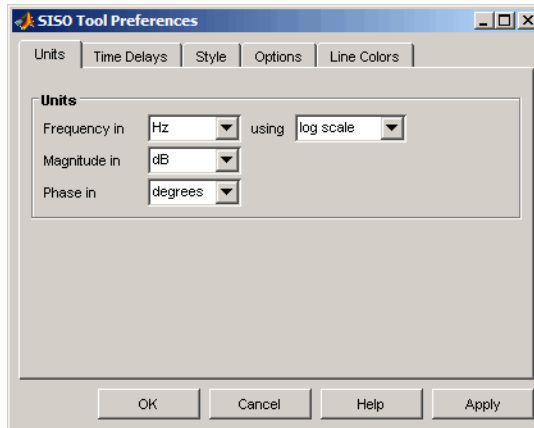 SISO Tool Preferences
Units Time Delays Style Options Line Colors
Units
Frequency in Hz using log scale
Magnitude in dB
Phase in degrees
OK Cancel Help Apply